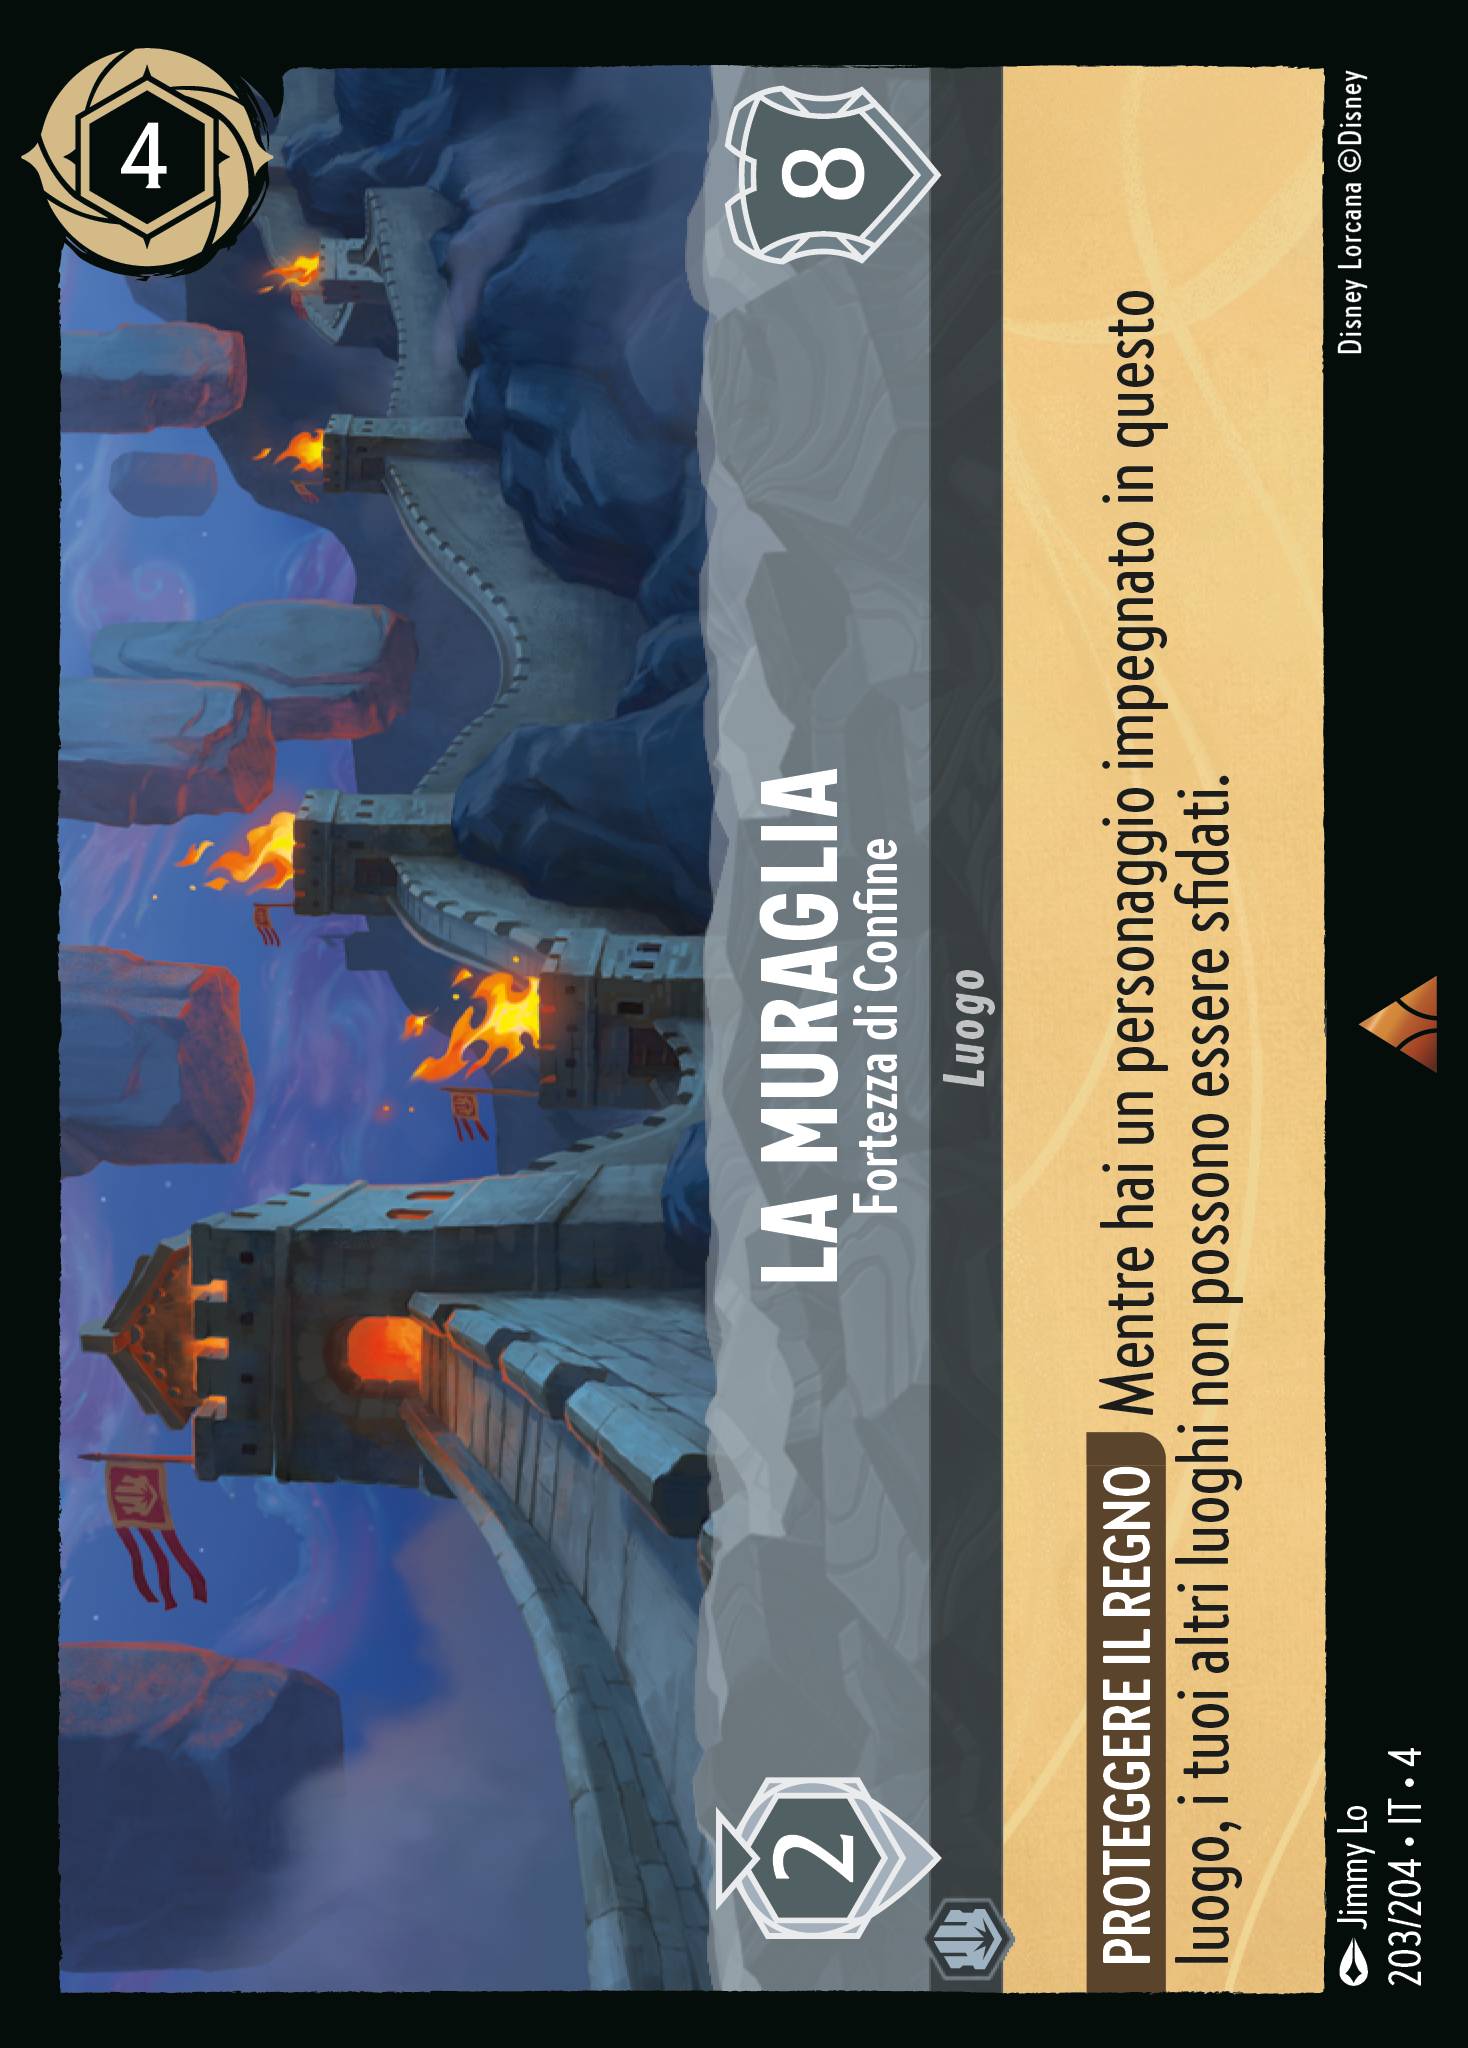 4
LA MURAGLIA
Fortezza di Confine
2
8
Luogo
PROTEGGERE IL REGNO Mentre hai un personaggio impegnato in questo
luogo, i tuoi altri luoghi non possono essere sfidati.
Jimmy Lo
203/204 • IT • 4
Disney Lorcana ©Disney